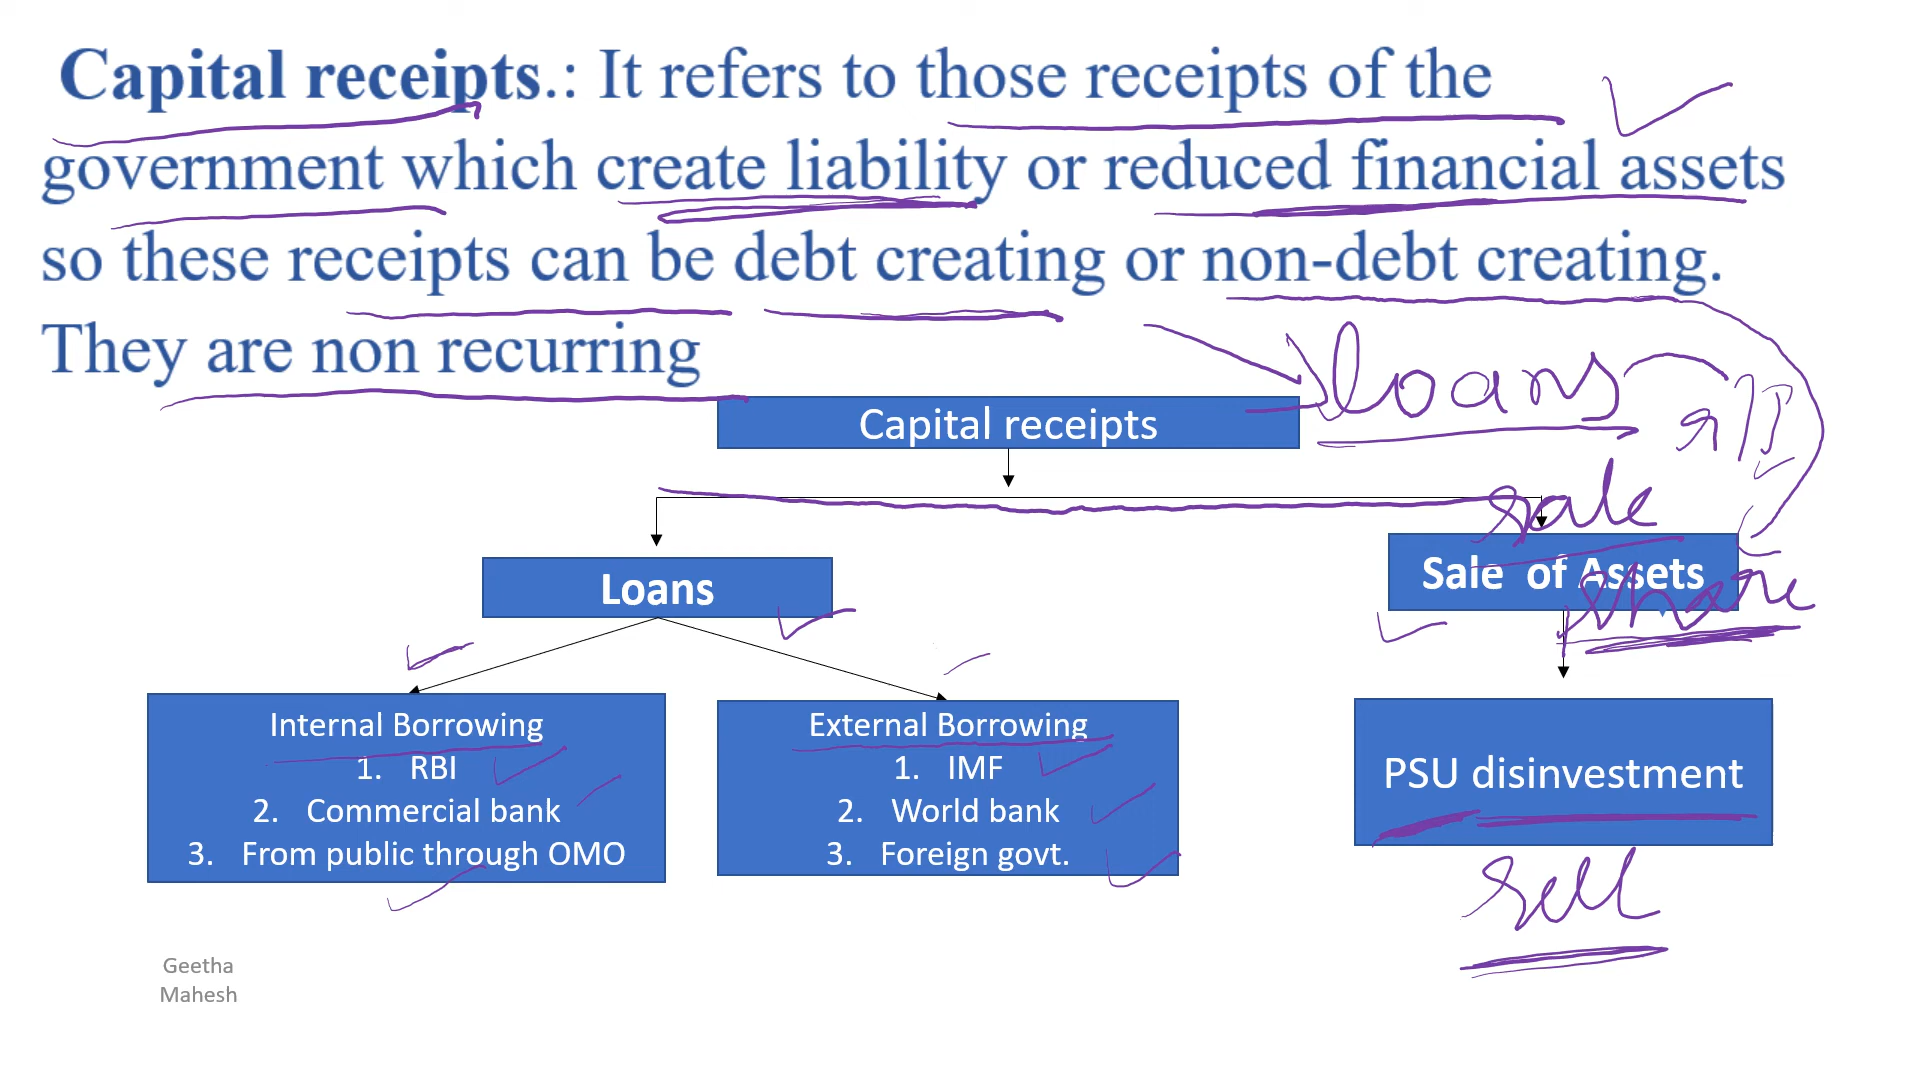 Capital receipts.: It refers to those receipts of the
government which create liability or reduced financial assets
so these receipts can be debt creating or non-debt creating.
They are non recurring
loans
Capital receipts
sale
Loans
Sale of Assets
share
Internal Borrowing
1. RBI
2. Commercial bank
3. From public through OMO
External Borrowing
1. IMF
2. World bank
3. Foreign govt.
PSU disinvestment
sell
Geetha
Mahesh